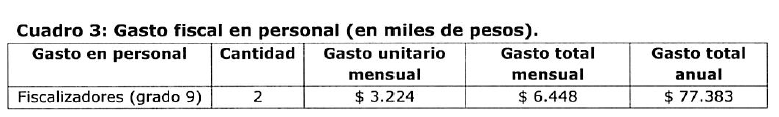 Cuadro 3: Gasto fiscal en personal (en miles de pesos).
Gasto en personal Cantidad Gasto unitario mensual Gasto total mensual Gasto total anual
Fiscalizadores (grado 9) 2 $ 3.224 $ 6.448 $ 77.383